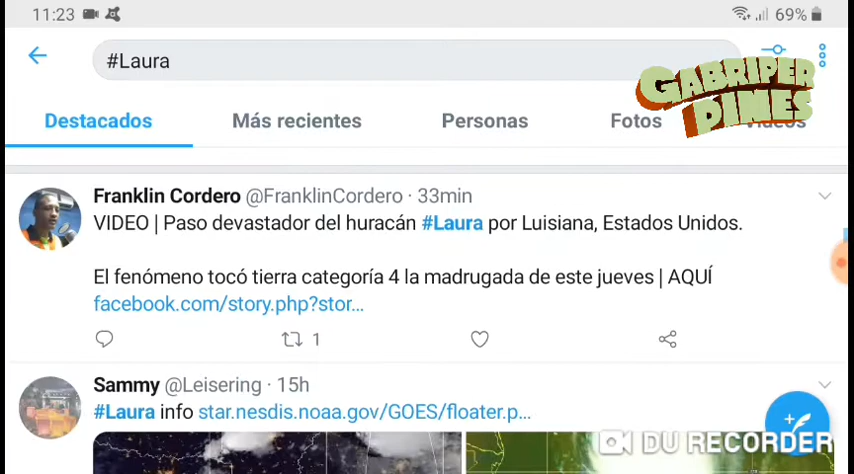 11:23
69%
#Laura
GABRIPER
PINES
Destacados Más recientes Personas Fotos Videos
Franklin Cordero @FranklinCordero · 33min
VIDEO | Paso devastador del huracán #Laura por Luisiana, Estados Unidos.
El fenómeno tocó tierra categoría 4 la madrugada de este jueves | AQUÍ
facebook.com/story.php?stor...
1
Sammy @Leisering · 15h
#Laura info star.nesdis.noaa.gov/GOES/floater.p...
DU RECORDER